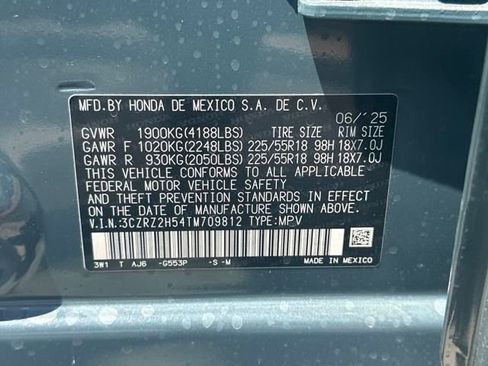 MFD.BY HONDA DE MEXICO S.A. DE C.V.
06/'25
GVWR 1900KG(4188LBS) TIRE SIZE RIM SIZE
GAWR F 1020KG(2248LBS) 225/55R18 98H 18X7.0J
GAWR R 930KG(2050LBS) 225/55R18 98H 18X7.0J
THIS VEHICLE CONFORMS TO ALL APPLICABLE
FEDERAL MOTOR VEHICLE SAFETY
AND THEFT PREVENTION STANDARDS IN EFFECT
ON THE DATE OF MANUFACTURE SHOWN ABOVE.
V.I.N:3CZRZ2H54TM709812 TYPE:MPV
3W1 T AJ6 -G553P -S -M MADE IN MEXICO